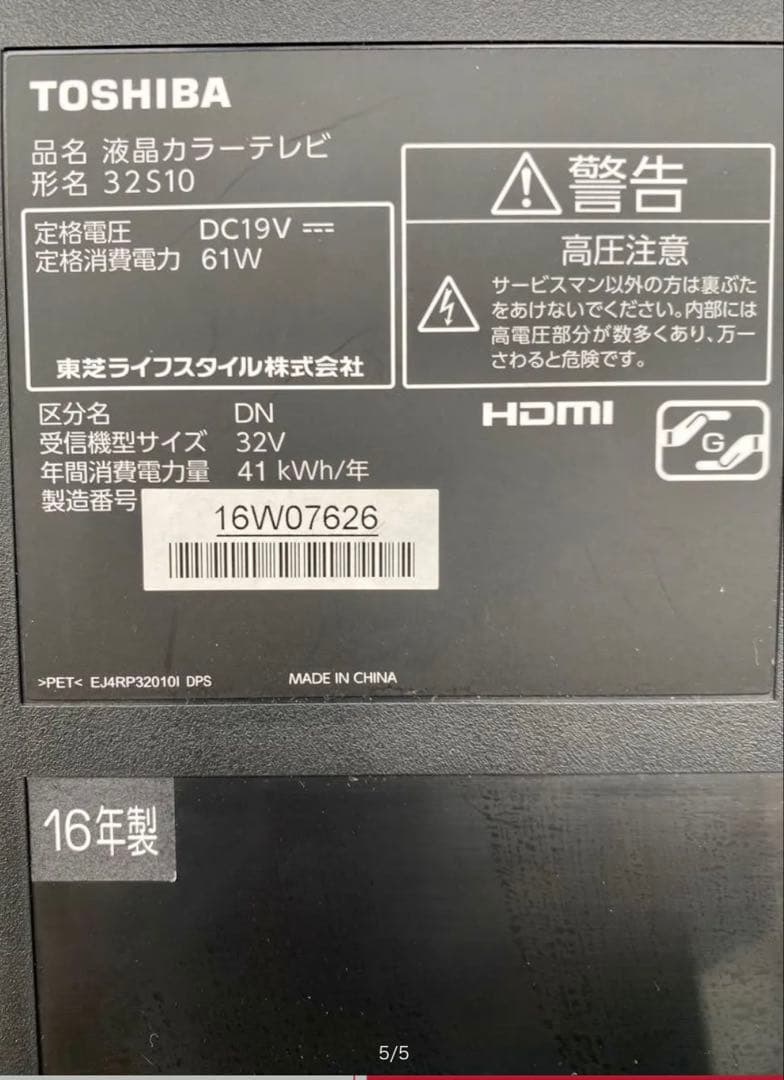 TOSHIBA
品名 液晶カラーテレビ
形名 32S10
定格電圧 DC19V
定格消費電力 61W
東芝ライフスタイル株式会社
警告
高圧注意
サービスマン以外の方は裏ぶた
をあけないでください。内部には
高電圧部分が数多くあり、万一
さわると危険です。
区分名 DN
受信機型サイズ 32V
年間消費電力量 41 kWh/年
製造番号 16W07626
HDMI
G
>PET< EJ4RP32010I DPS
MADE IN CHINA
16年製
5/5